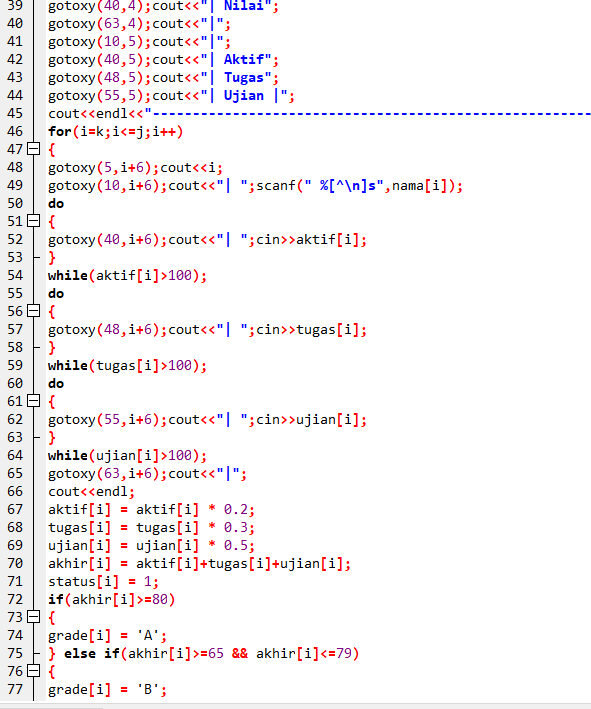 39 gotoxy(40,4);cout<<"| Nilai";
40 gotoxy(63,4);cout<<"|";
41 gotoxy(10,5);cout<<"|";
42 gotoxy(40,5);cout<<"| Aktif";
43 gotoxy(48,5);cout<<"| Tugas";
44 gotoxy(55,5);cout<<"| Ujian |";
45 cout<<endl<<"-------------------------------------------------------
46 for(i=k;i<=j;i++)
47 {
48 gotoxy(5,i+6);cout<<i;
49 gotoxy(10,i+6);cout<<"| ";scanf(" %[^\n]s",nama[i]);
50 do
51 {
52 gotoxy(40,i+6);cout<<"| ";cin>>aktif[i];
53 }
54 while(aktif[i]>100);
55 do
56 {
57 gotoxy(48,i+6);cout<<"| ";cin>>tugas[i];
58 }
59 while(tugas[i]>100);
60 do
61 {
62 gotoxy(55,i+6);cout<<"| ";cin>>ujian[i];
63 }
64 while(ujian[i]>100);
65 gotoxy(63,i+6);cout<<"|";
66 cout<<endl;
67 aktif[i] = aktif[i] * 0.2;
68 tugas[i] = tugas[i] * 0.3;
69 ujian[i] = ujian[i] * 0.5;
70 akhir[i] = aktif[i]+tugas[i]+ujian[i];
71 status[i] = 1;
72 if(akhir[i]>=80)
73 {
74 grade[i] = 'A';
75 } else if(akhir[i]>=65 && akhir[i]<=79)
76 {
77 grade[i] = 'B';